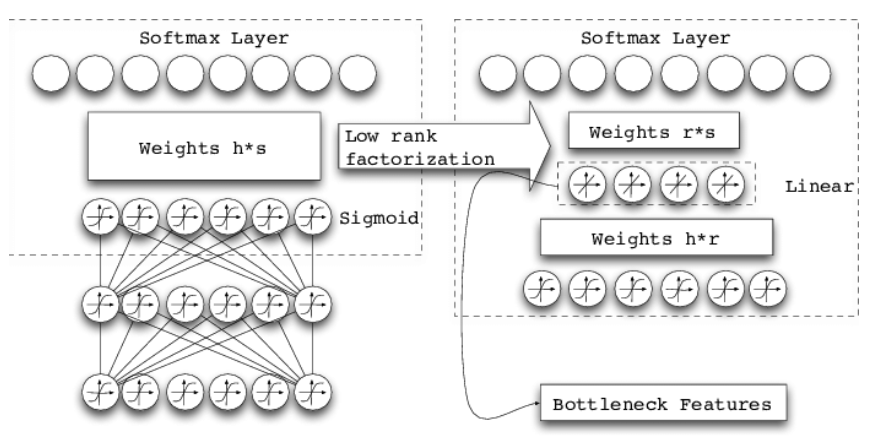 Softmax Layer
Weights h*s
Sigmoid
Low rank
factorization
Softmax Layer
Weights r*s
Linear
Weights h*r
Bottleneck Features